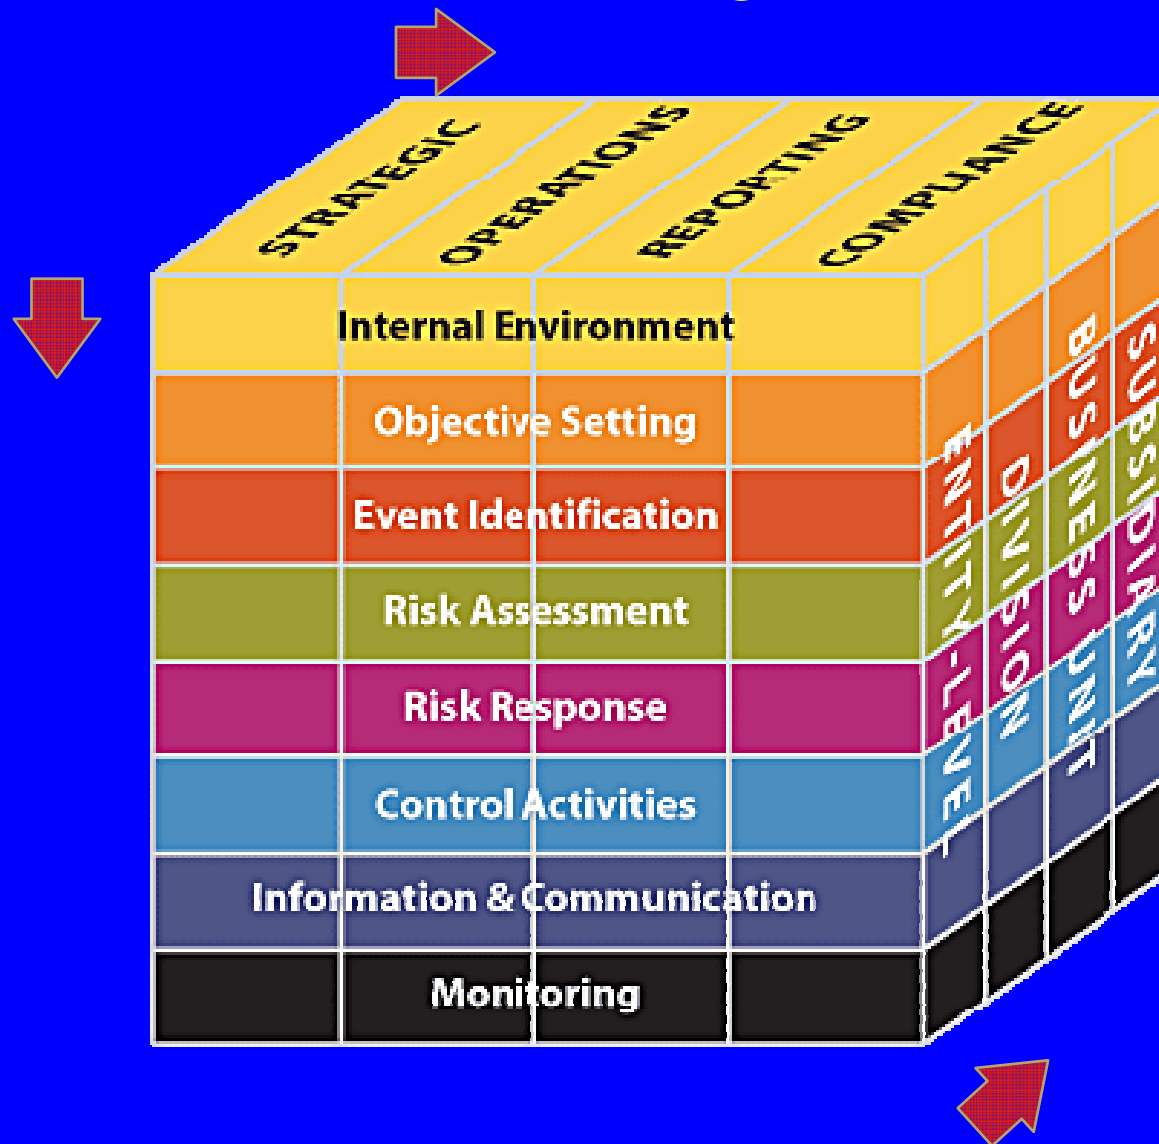 STRATEGIC
OPERATIONS
REPORTING
COMPLIANCE
Internal Environment
Objective Setting
Event Identification
Risk Assessment
Risk Response
Control Activities
Information & Communication
Monitoring
ENTITY-LEVEL
DIVISION
BUSINESS UNIT
SUBSIDIARY